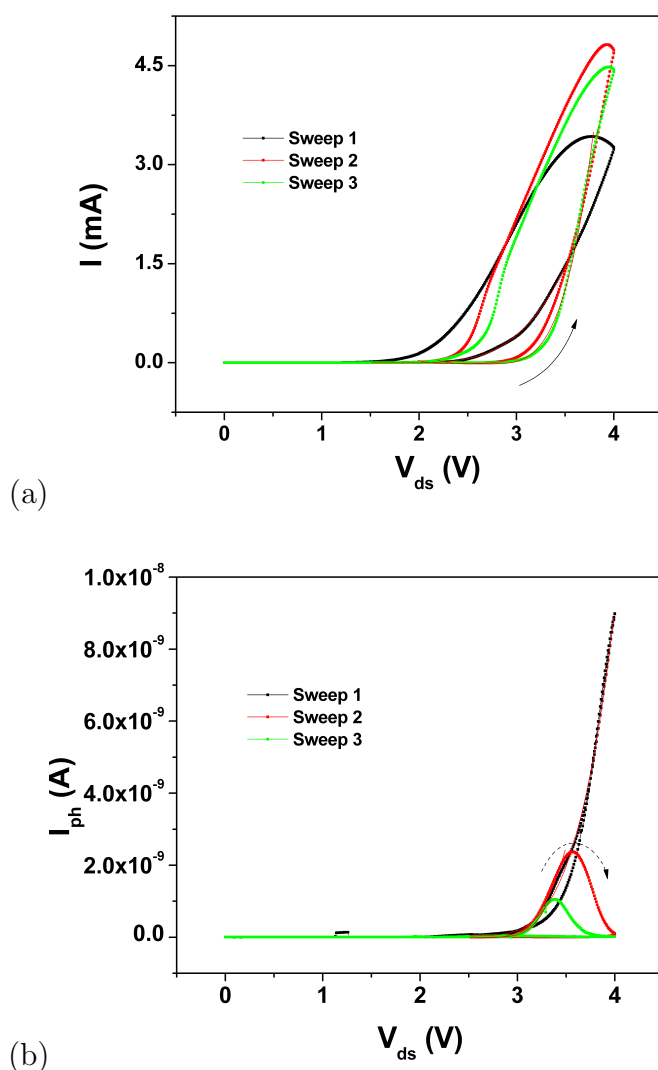 I (mA)
4.5
3.0
1.5
0.0
Sweep 1
Sweep 2
Sweep 3
0 1 2 3 4
V_ds (V)
(a)
I_ph (A)
1.0x10^-8
8.0x10^-9
6.0x10^-9
4.0x10^-9
2.0x10^-9
0.0
Sweep 1
Sweep 2
Sweep 3
0 1 2 3 4
V_ds (V)
(b)